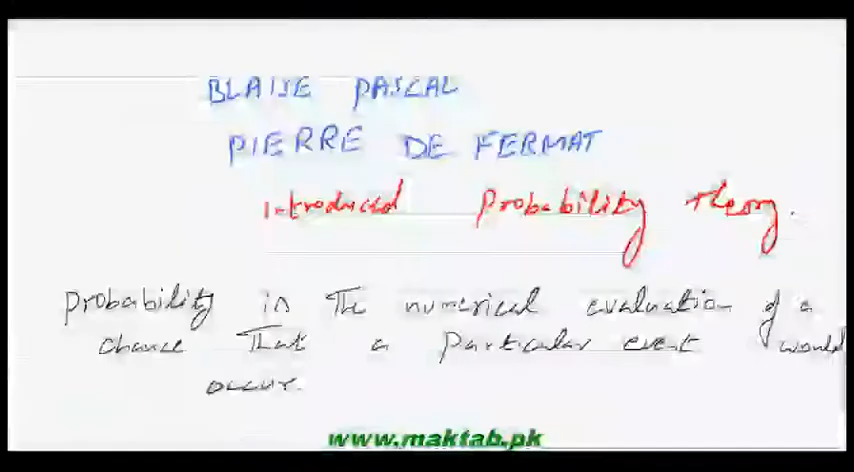 BLAISE PASCAL
PIERRE DE FERMAT
introduced Probability Theory.
Probability is The numerical evaluation of a
chance That a particular event would
occur.
www.maktab.pk